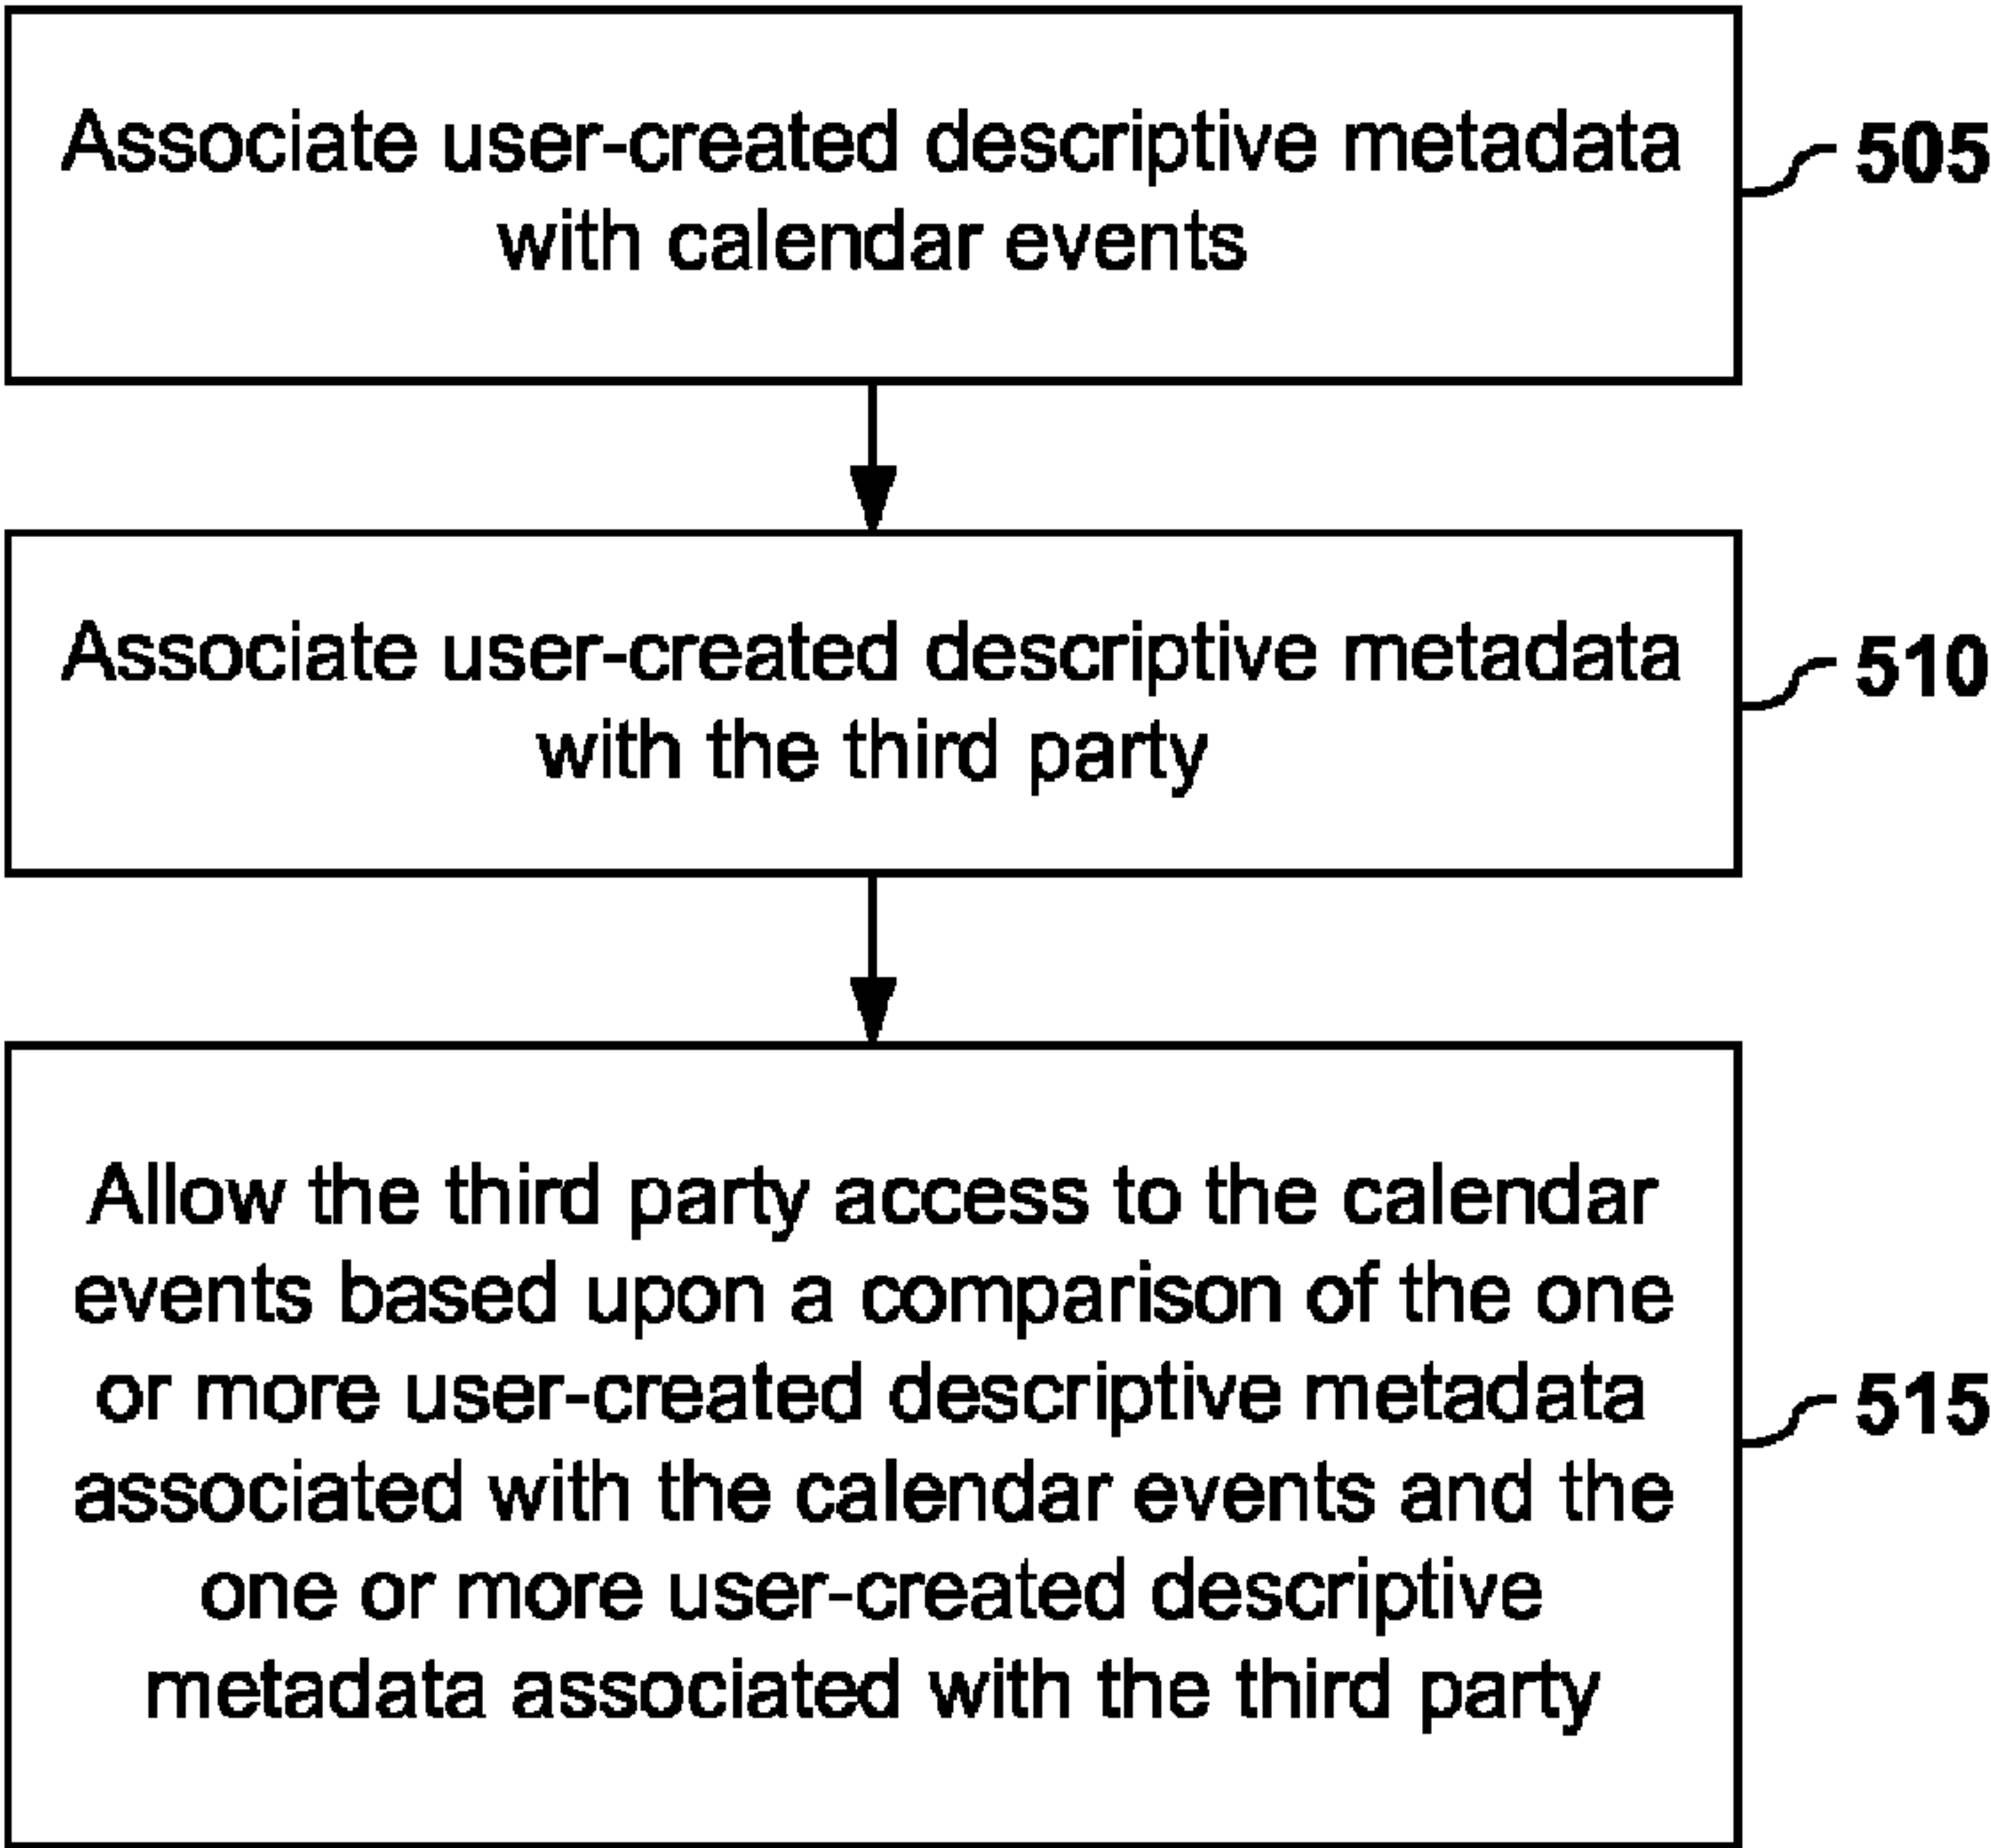 Associate user-created descriptive metadata
with calendar events
505
Associate user-created descriptive metadata
with the third party
510
Allow the third party access to the calendar
events based upon a comparison of the one
or more user-created descriptive metadata
associated with the calendar events and the
one or more user-created descriptive
metadata associated with the third party
515